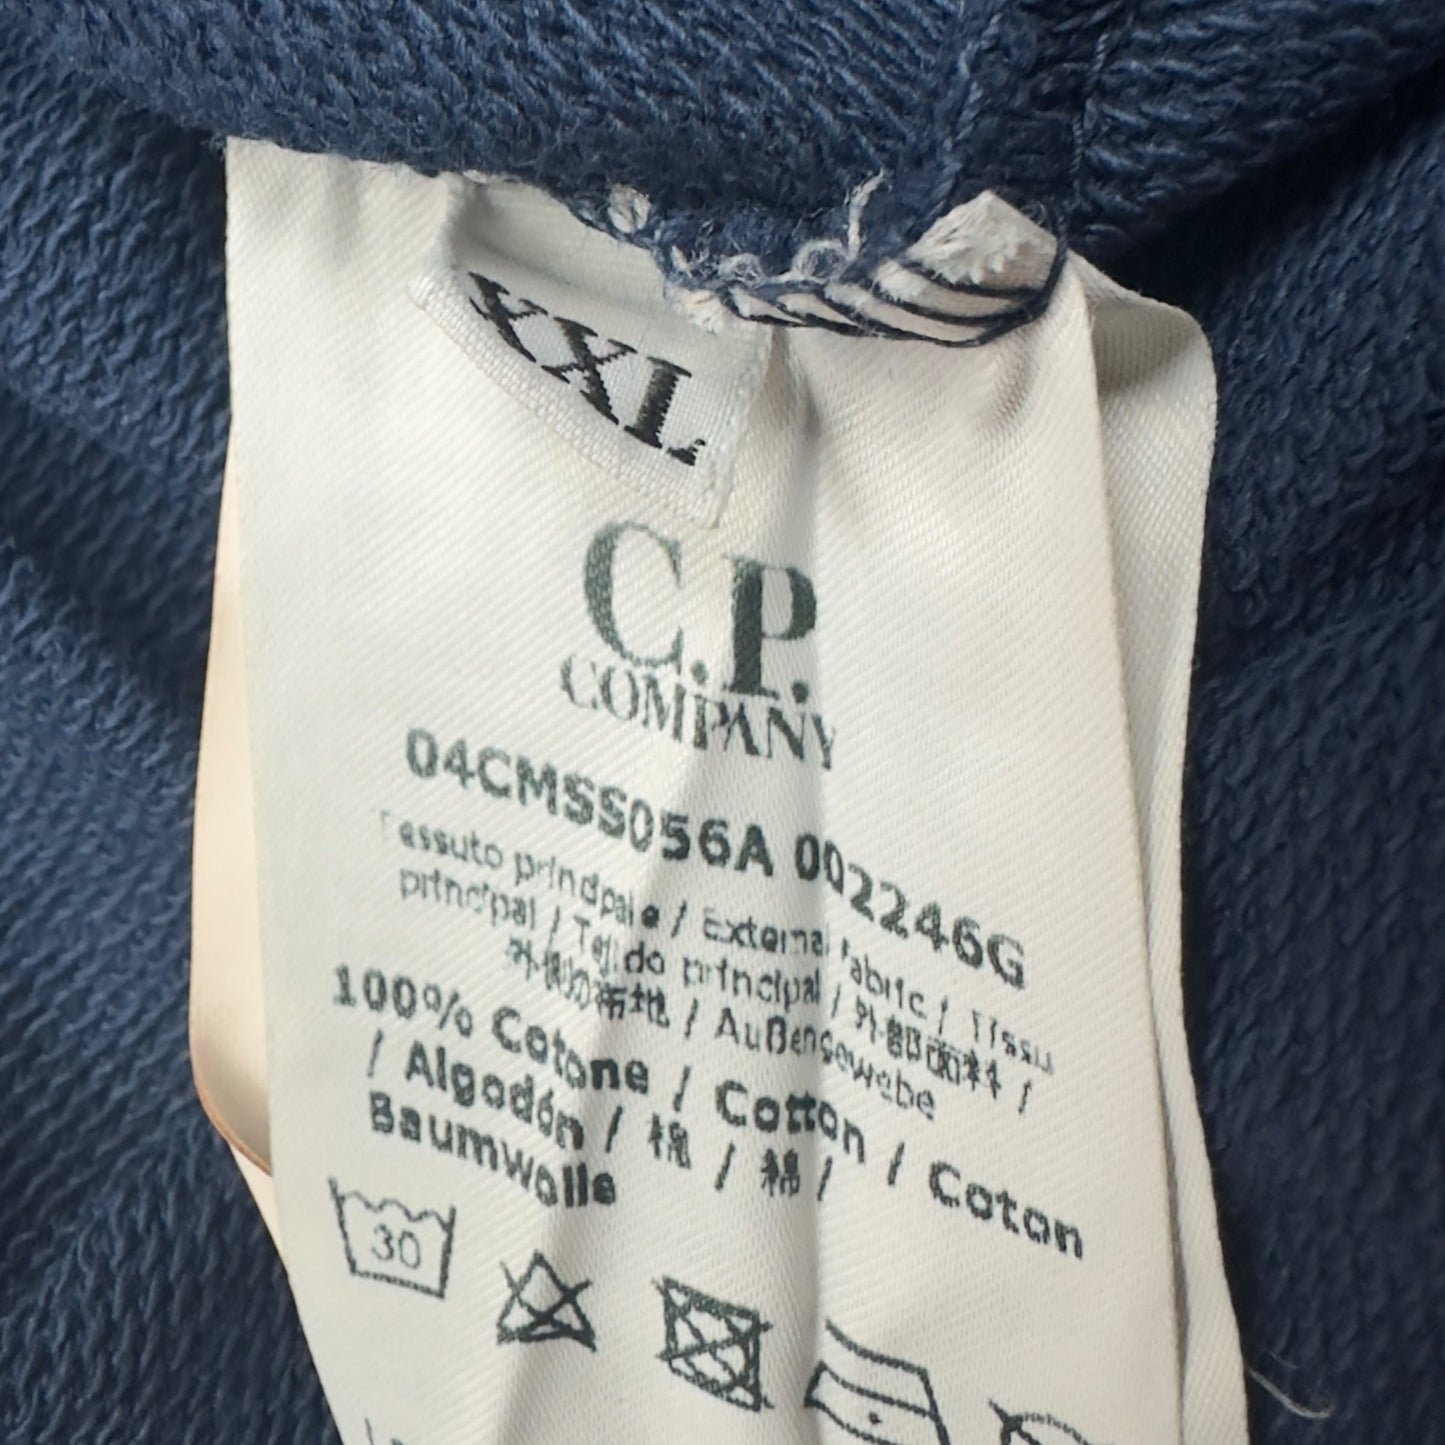 XXL
C.P.
COMPANY
04CMSS056A 002246G
Tessuto principale / External fabric / Tissu
principal / Tejido principal / 外部面料 /
外側の布地 / Außengewebe
100% Cotone / Cotton / Coton
/ Algodón / 棉 / 綿 /
Baumwolle
30